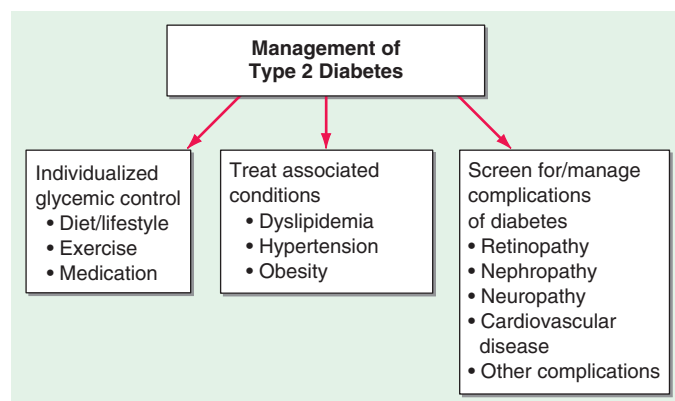 Management of
Type 2 Diabetes
Individualized
glycemic control
• Diet/lifestyle
• Exercise
• Medication
Treat associated
conditions
• Dyslipidemia
• Hypertension
• Obesity
Screen for/manage
complications
of diabetes
• Retinopathy
• Nephropathy
• Neuropathy
• Cardiovascular
disease
• Other complications